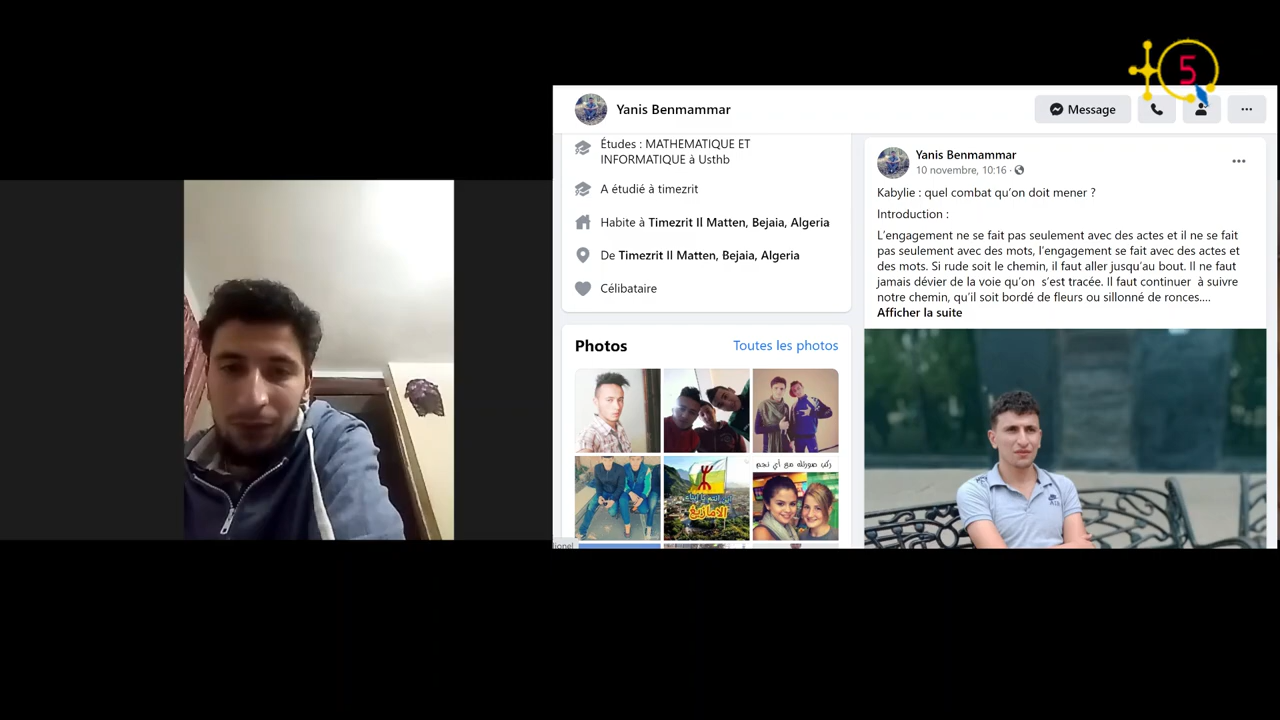 5
Yanis Benmammar
Message
Études : MATHEMATIQUE ET
INFORMATIQUE à Usthb
A étudié à timezrit
Habite à Timezrit Il Matten, Bejaia, Algeria
De Timezrit Il Matten, Bejaia, Algeria
Célibataire
Photos
Toutes les photos
ركب صورتك مع أي نجم
Yanis Benmammar
10 novembre, 10:16
Kabylie : quel combat qu'on doit mener ?
Introduction :
L'engagement ne se fait pas seulement avec des actes et il ne se fait
pas seulement avec des mots, l'engagement se fait avec des actes et
des mots. Si rude soit le chemin, il faut aller jusqu'au bout. Il ne faut
jamais dévier de la voie qu'on  s'est tracée. Il faut continuer  à suivre
notre chemin, qu'il soit bordé de fleurs ou sillonné de ronces....
Afficher la suite